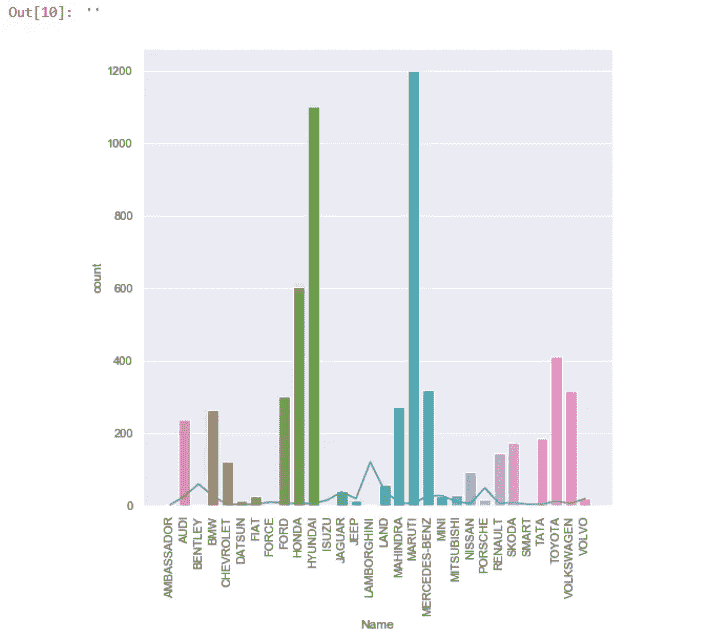 Out[10]: ''
1200
1000
800
600
400
200
0
count
AMBASSADOR
AUDI
BENTLEY
BMW
CHEVROLET
DATSUN
FIAT
FORCE
FORD
HONDA
HYUNDAI
ISUZU
JAGUAR
JEEP
LAMBORGHINI
LAND
MAHINDRA
MARUTI
MERCEDES-BENZ
MINI
MITSUBISHI
NISSAN
PORSCHE
RENAULT
SKODA
SMART
TATA
TOYOTA
VOLKSWAGEN
VOLVO
Name